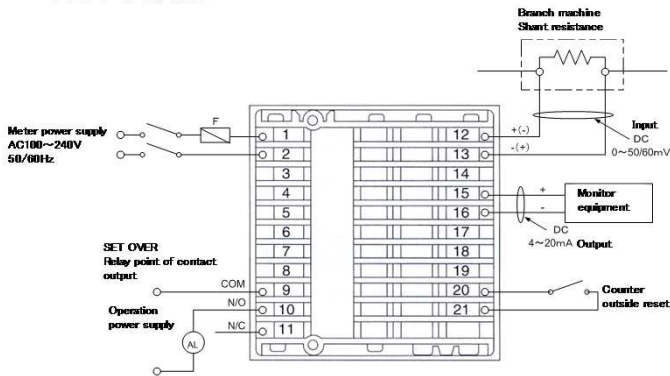 Branch machine
Shant resistance
Meter power supply
AC100～240V
50/60Hz
F
1
2
3
4
5
6
7
8
9
10
11
12
13
14
15
16
17
18
19
20
21
+(-)
-(+)
Input
DC
0～50/60mV
+
-
Monitor
equipment
DC
4～20mA Output
SET OVER
Relay point of contact
output
COM
N/O
N/C
Operation
power supply
AL
Counter
outside reset